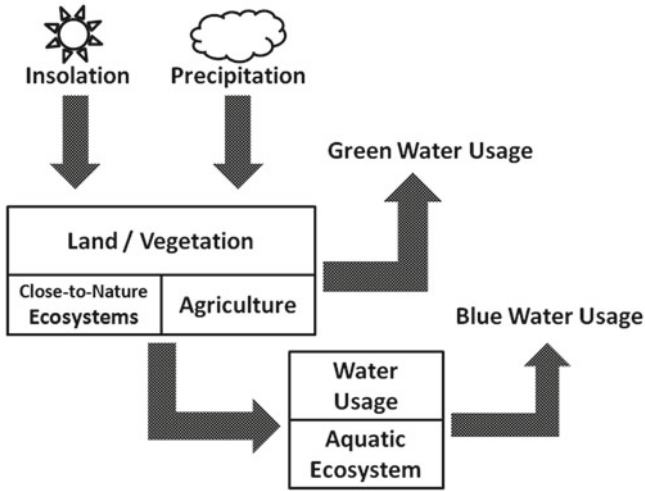 Insolation
Precipitation
Green Water Usage
Land / Vegetation
Close-to-Nature
Ecosystems
Agriculture
Blue Water Usage
Water
Usage
Aquatic
Ecosystem